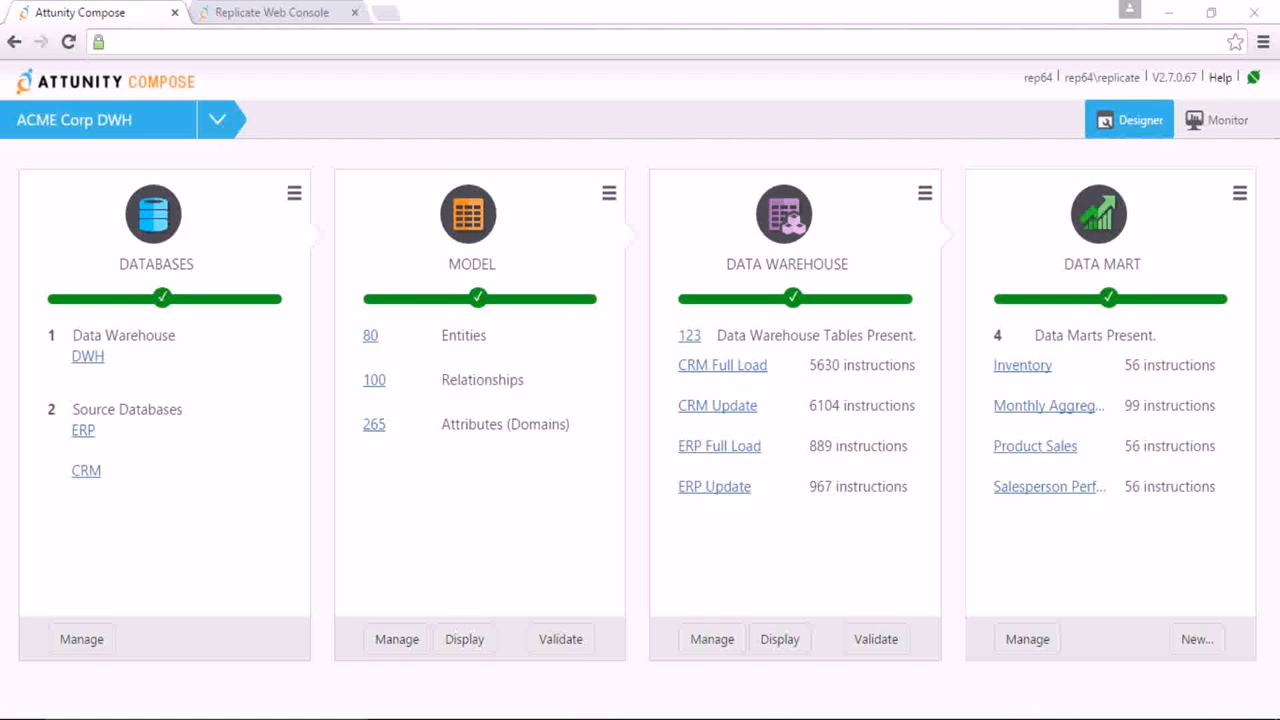 Attunity Compose
Replicate Web Console
ATTUNITY COMPOSE
rep64 | rep64\replicate | V2.7.0.67 | Help |
ACME Corp DWH
Designer
Monitor
DATABASES
1 Data Warehouse
DWH
2 Source Databases
ERP
CRM
Manage
MODEL
80 Entities
100 Relationships
265 Attributes (Domains)
Manage Display Validate
DATA WAREHOUSE
123 Data Warehouse Tables Present.
CRM Full Load 5630 instructions
CRM Update 6104 instructions
ERP Full Load 889 instructions
ERP Update 967 instructions
Manage Display Validate
DATA MART
4 Data Marts Present.
Inventory 56 instructions
Monthly Aggreg... 99 instructions
Product Sales 56 instructions
Salesperson Perf... 56 instructions
Manage New...